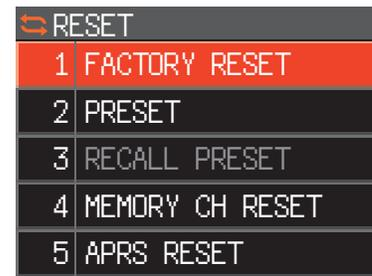 RESET
1 FACTORY RESET
2 PRESET
3 RECALL PRESET
4 MEMORY CH RESET
5 APRS RESET